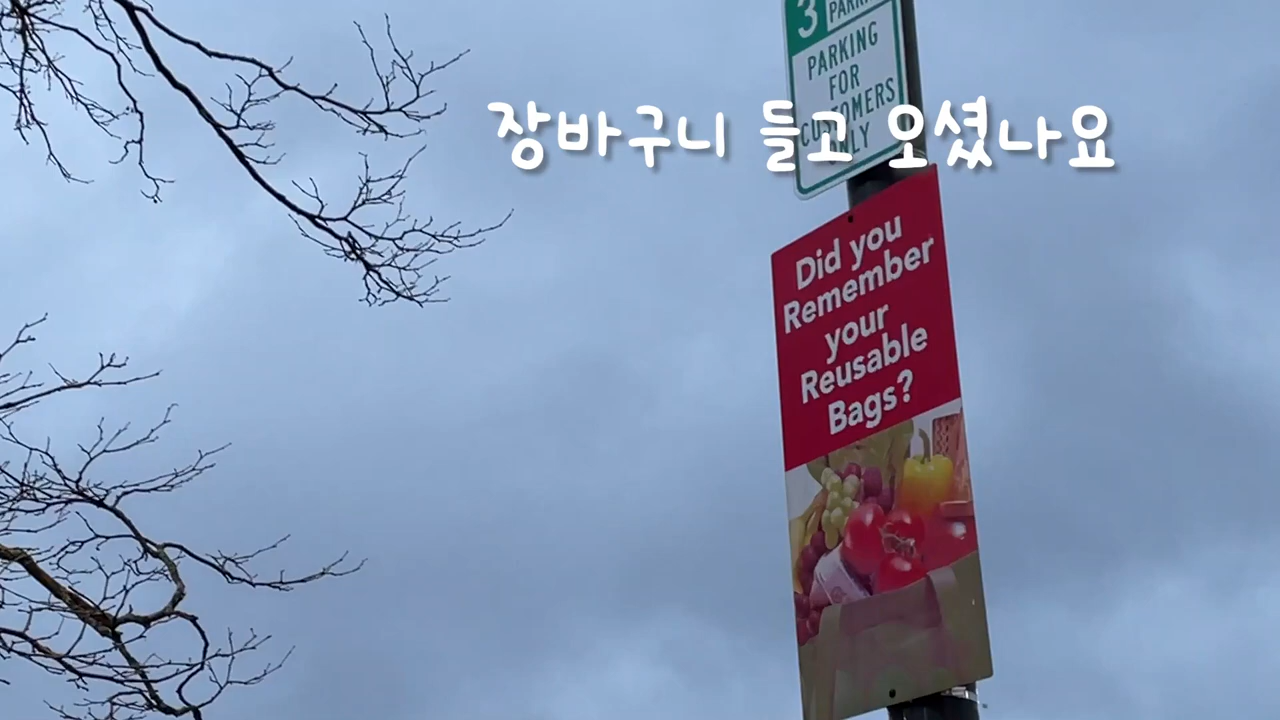 3
PARKING
FOR
CUSTOMERS
ONLY
장바구니 들고 오셨나요
Did you
Remember
your
Reusable
Bags?